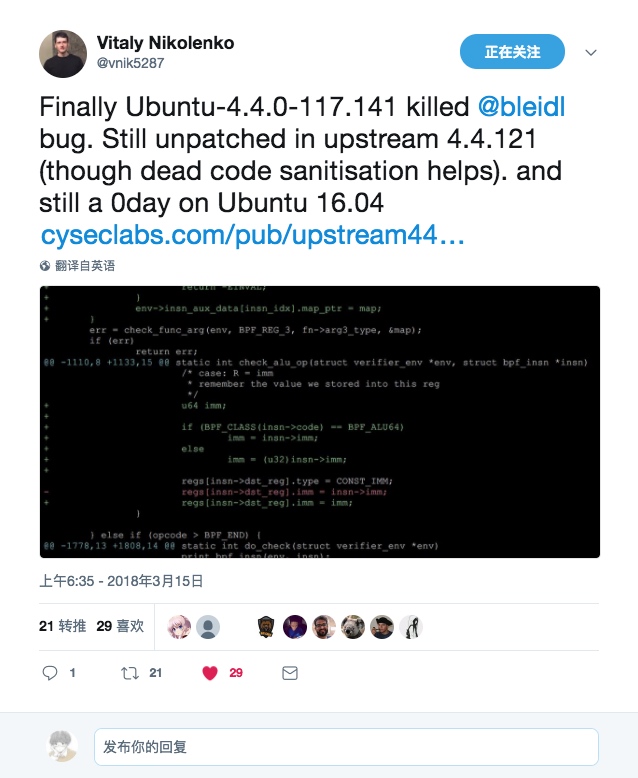 Vitaly Nikolenko
@vnik5287
正在关注
Finally Ubuntu-4.4.0-117.141 killed @bleidl
bug. Still unpatched in upstream 4.4.121
(though dead code sanitisation helps). and
still a 0day on Ubuntu 16.04
cyseclabs.com/pub/upstream44…
翻译自英语
+ return -EINVAL;
+ }
+ env->insn_aux_data[insn_idx].map_ptr = map;
+ }
err = check_func_arg(env, BPF_REG_3, fn->arg3_type, &map);
if (err)
return err;
@@ -1110,8 +1133,15 @@ static int check_alu_op(struct verifier_env *env, struct bpf_insn *insn)
/* case: R = imm
* remember the value we stored into this reg
*/
+ u64 imm;
+
+ if (BPF_CLASS(insn->code) == BPF_ALU64)
+ imm = insn->imm;
+ else
+ imm = (u32)insn->imm;
+
regs[insn->dst_reg].type = CONST_IMM;
- regs[insn->dst_reg].imm = insn->imm;
+ regs[insn->dst_reg].imm = imm;
}
} else if (opcode > BPF_END) {
@@ -1778,13 +1808,14 @@ static int do_check(struct verifier_env *env)
print_bpf_insn(env, insn);
上午6:35 - 2018年3月15日
21 转推 29 喜欢
1 21 29
发布你的回复